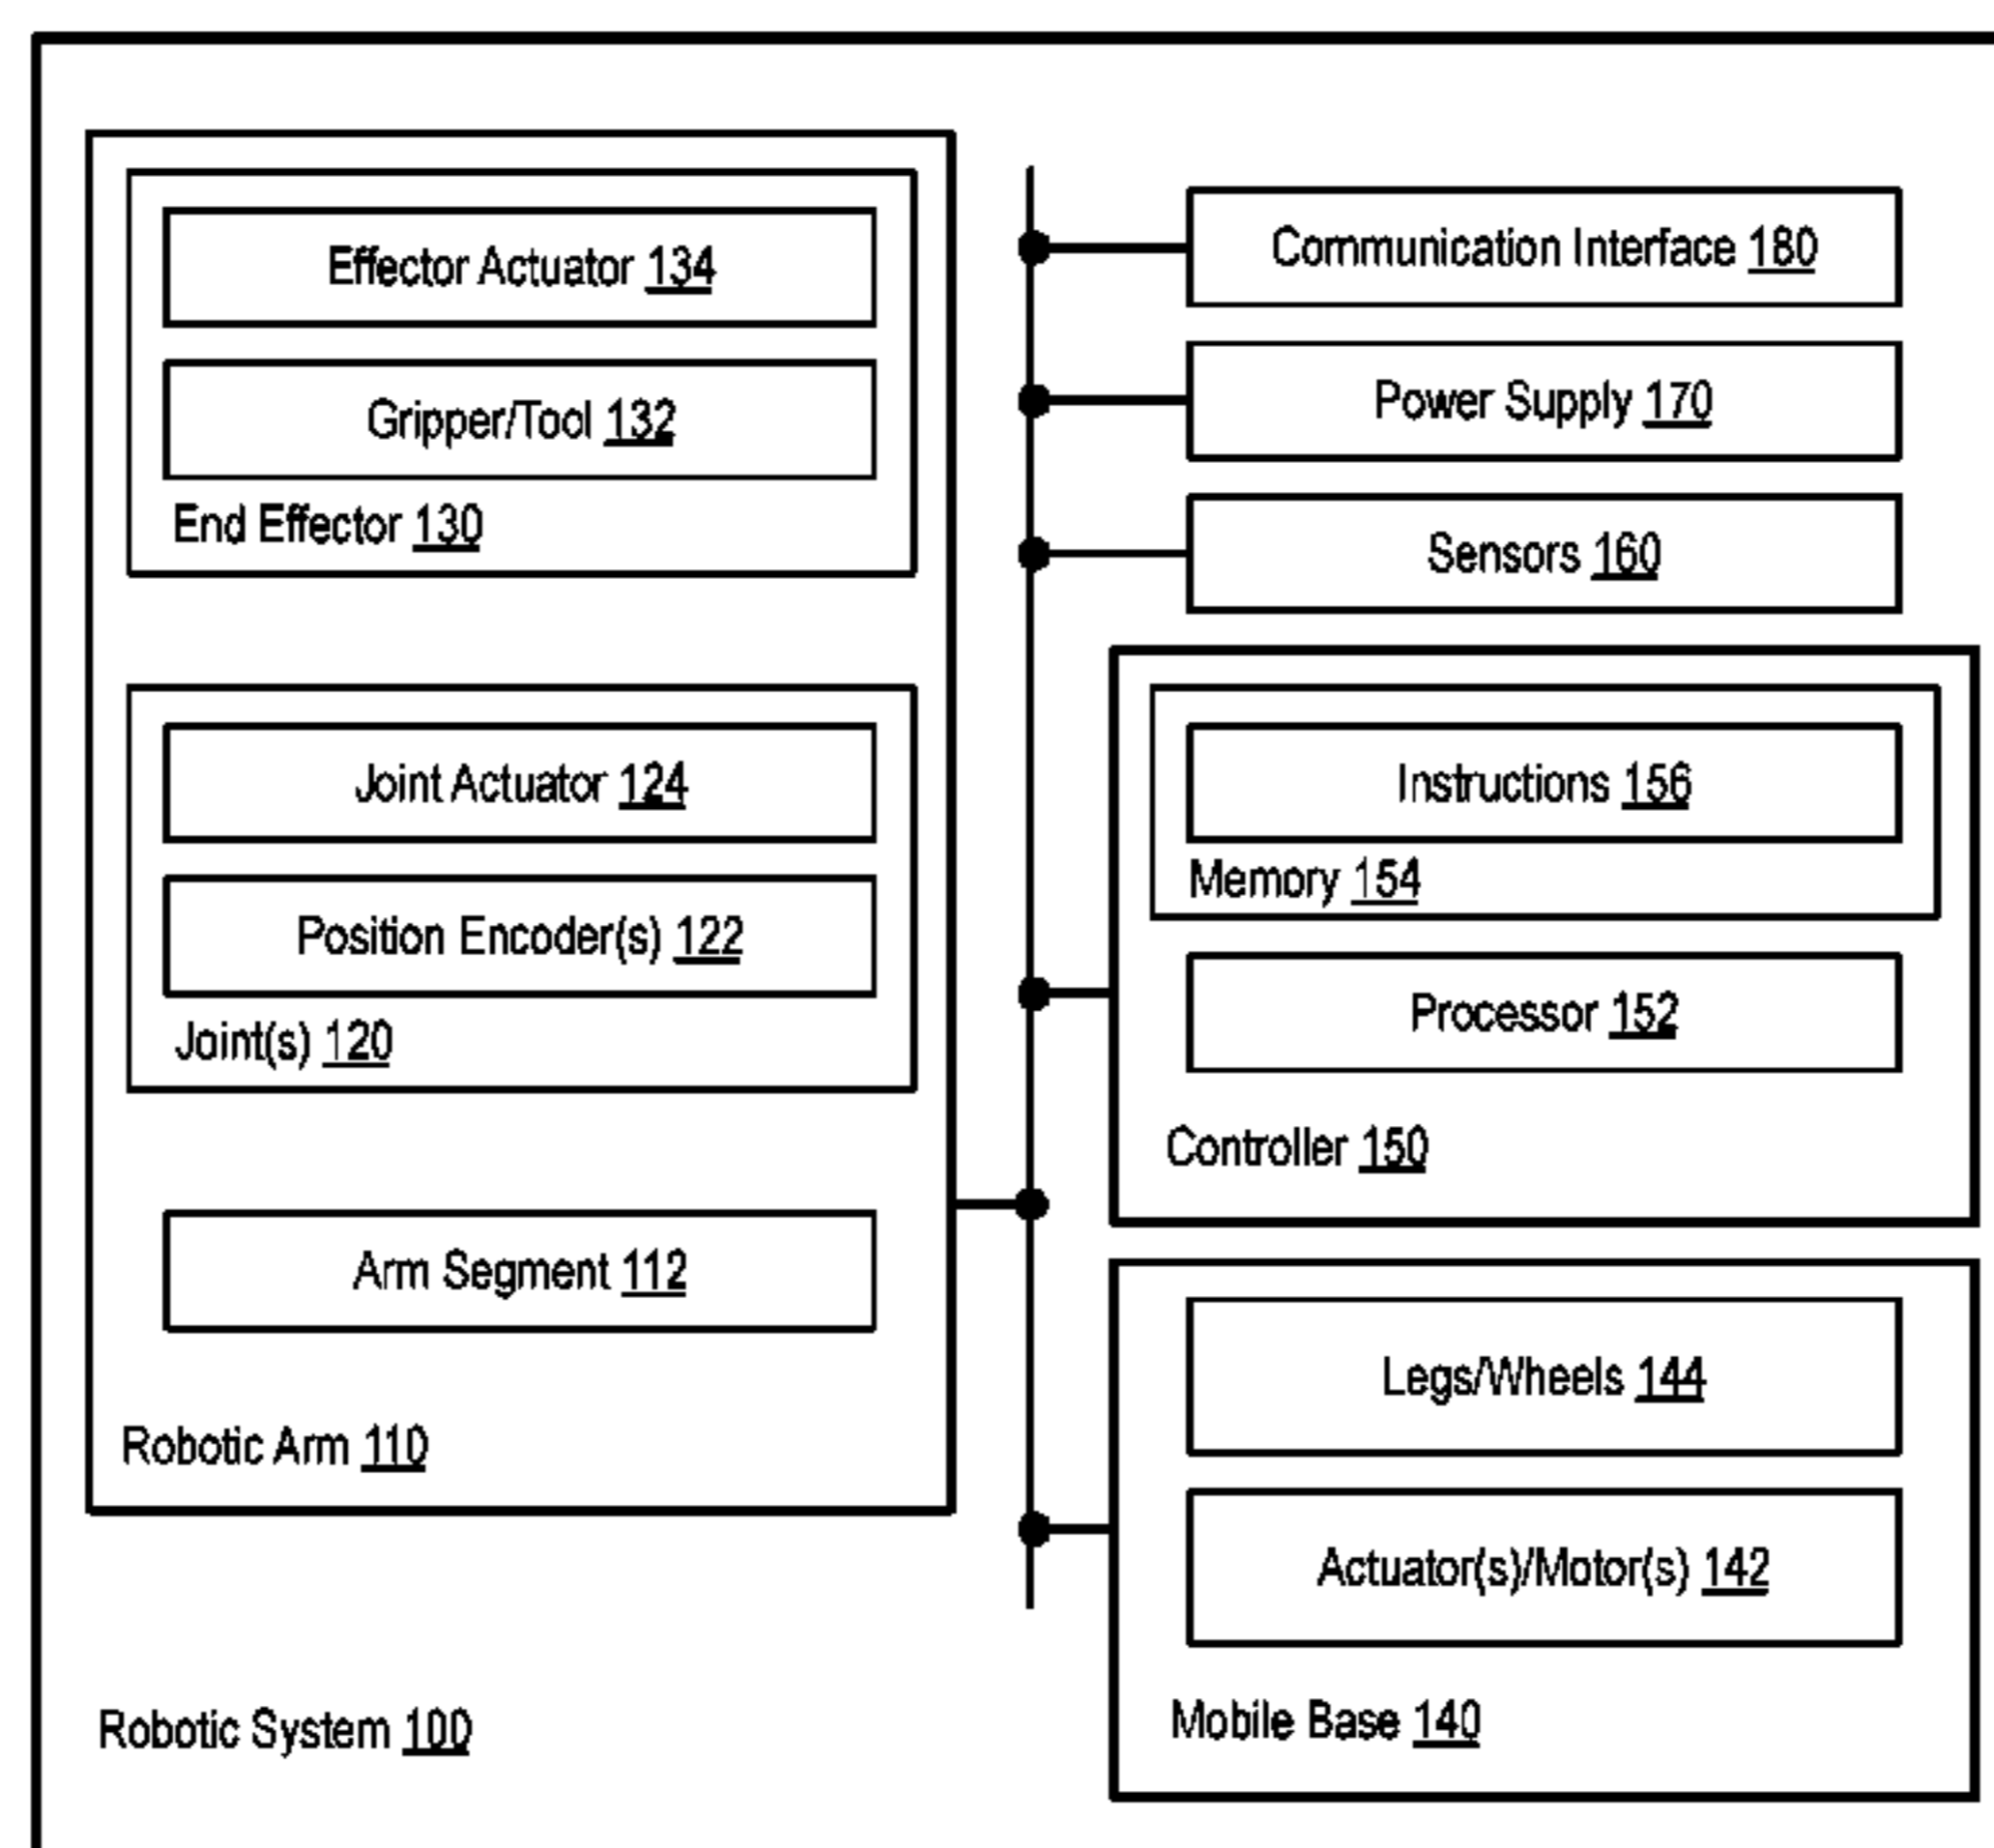 Effector Actuator 134
Gripper/Tool 132
End Effector 130
Joint Actuator 124
Position Encoder(s) 122
Joint(s) 120
Arm Segment 112
Robotic Arm 110
Robotic System 100
Communication Interface 180
Power Supply 170
Sensors 160
Instructions 156
Memory 154
Processor 152
Controller 150
Legs/Wheels 144
Actuator(s)/Motor(s) 142
Mobile Base 140